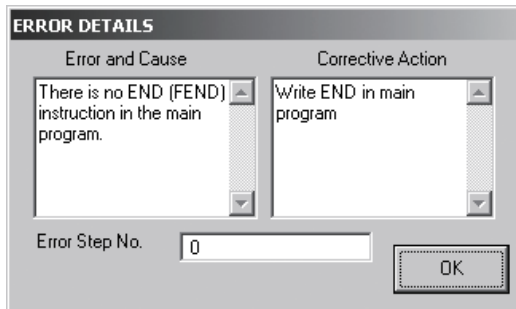 ERROR DETAILS
Error and Cause
Corrective Action
There is no END (FEND)
instruction in the main
program.
Write END in main
program
Error Step No.
0
OK